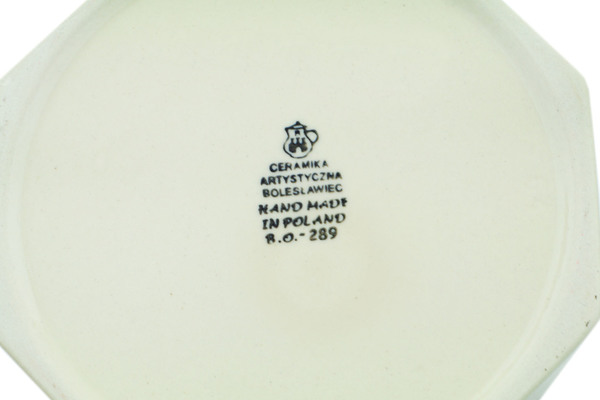 CERAMIKA
ARTYSTYCZNA
BOLESŁAWIEC
HAND MADE
IN POLAND
R.O.-289